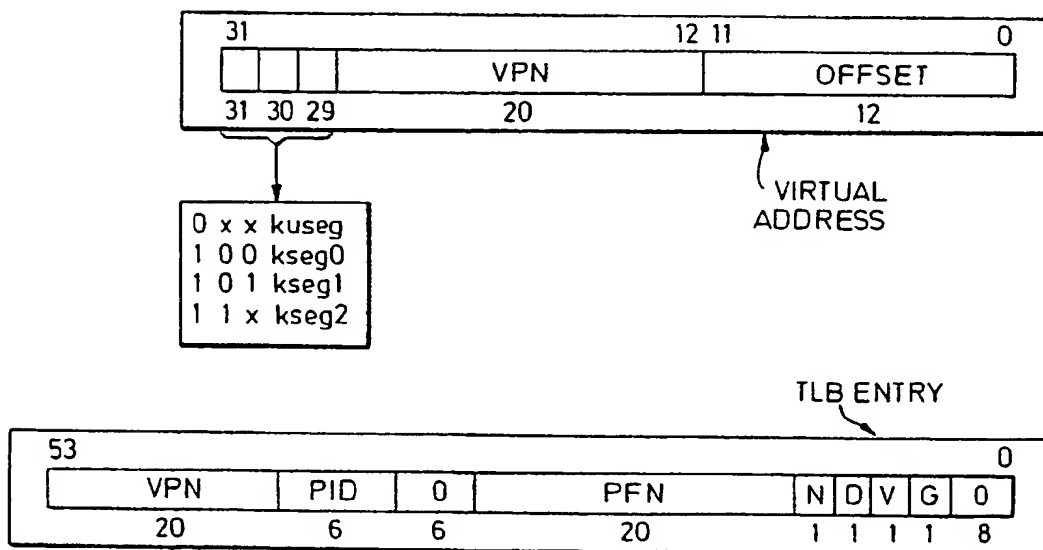 31 12 11 0
VPN OFFSET
31 30 29 20 12
VIRTUAL
ADDRESS
0 x x kuseg
1 0 0 kseg0
1 0 1 kseg1
1 1 x kseg2
TLB ENTRY
53 0
VPN PID 0 PFN N D V G 0
20 6 6 20 1 1 1 1 8